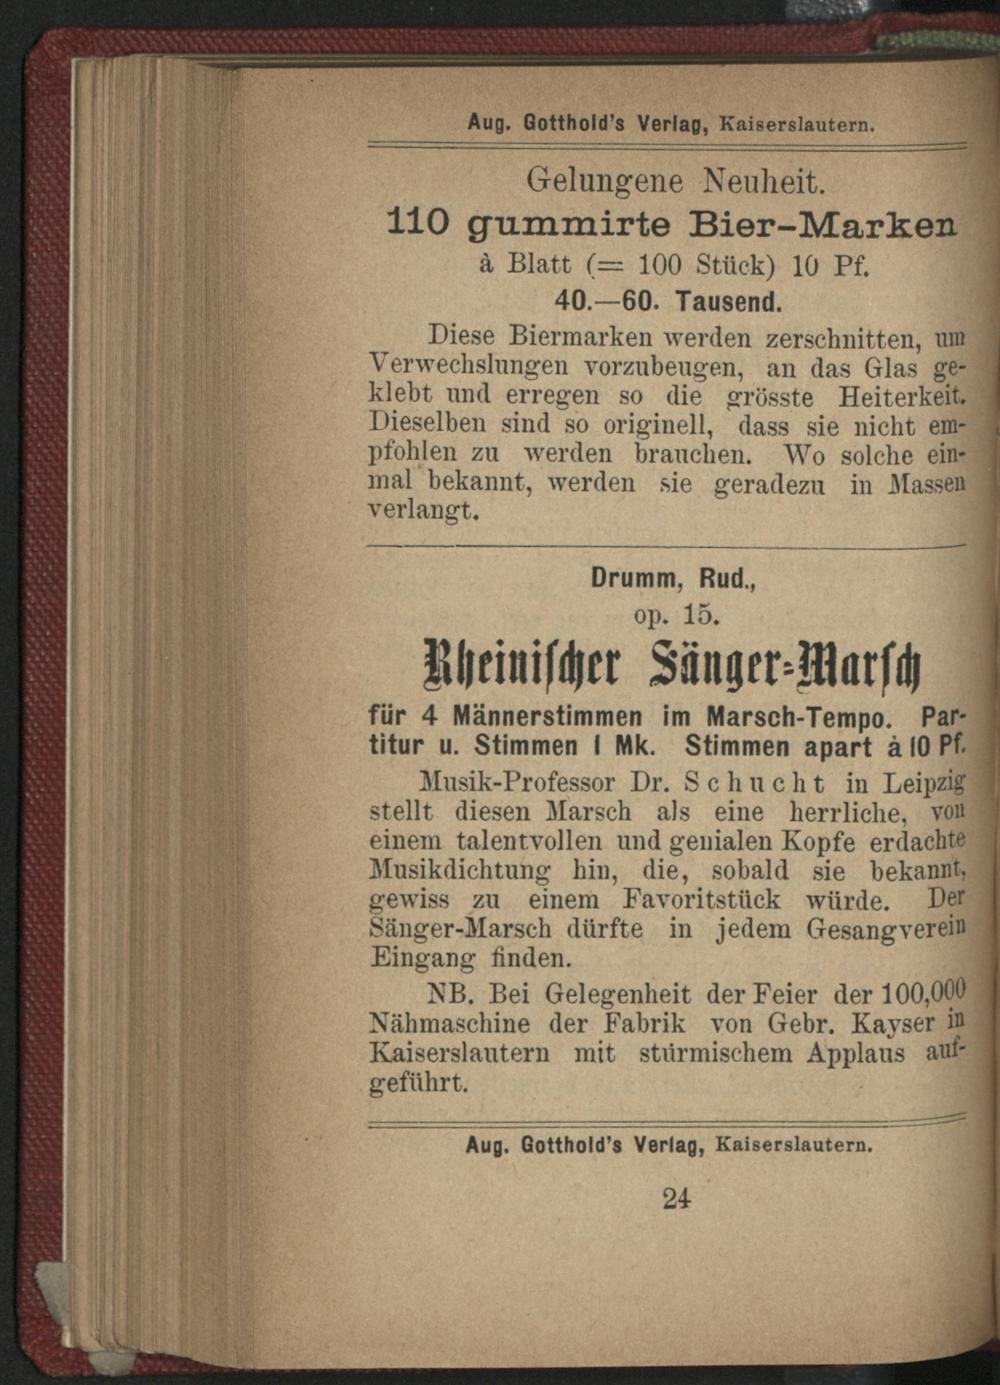 Aug. Gotthold's Verlag, Kaiserslautern.
Gelungene Neuheit.
110 gummirte Bier-Marken
à Blatt (= 100 Stück) 10 Pf.
40.—60. Tausend.
Diese Biermarken werden zerschnitten, um
Verwechslungen vorzubeugen, an das Glas ge-
klebt und erregen so die grösste Heiterkeit.
Dieselben sind so originell, dass sie nicht em-
pfohlen zu werden brauchen. Wo solche ein-
mal bekannt, werden sie geradezu in Massen
verlangt.
Drumm, Rud.,
op. 15.
Rheinischer Sänger-Marsch
für 4 Männerstimmen im Marsch-Tempo. Par-
titur u. Stimmen 1 Mk. Stimmen apart à 10 Pf.
Musik-Professor Dr. Schucht in Leipzig
stellt diesen Marsch als eine herrliche, von
einem talentvollen und genialen Kopfe erdachte
Musikdichtung hin, die, sobald sie bekannt,
gewiss zu einem Favoritstück würde. Der
Sänger-Marsch dürfte in jedem Gesangverein
Eingang finden.
NB. Bei Gelegenheit der Feier der 100,000
Nähmaschine der Fabrik von Gebr. Kayser in
Kaiserslautern mit stürmischem Applaus auf-
geführt.
Aug. Gotthold's Verlag, Kaiserslautern.
24